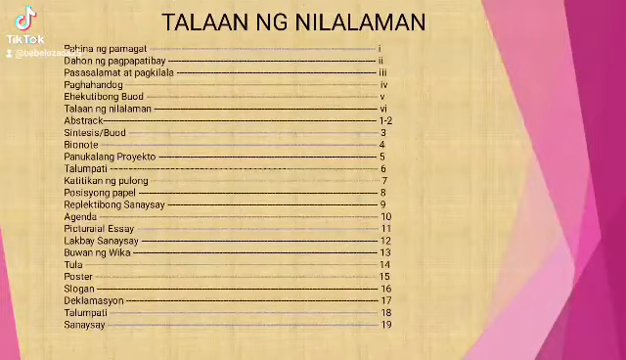 TALAAN NG NILALAMAN
TikTok
Pahina ng pamagat i
Dahon ng pagpapatibay ii
Pasasalamat at pagkilala iii
Paghahandog iv
Ehekutibong Buod v
Talaan ng nilalaman vi
Abstrack 1-2
Sintesis/Buod 3
Bionote 4
Panukalang Proyekto 5
Talumpati 6
Katitikan ng pulong 7
Posisyong papel 8
Replektibong Sanaysay 9
Agenda 10
Picturaial Essay 11
Lakbay Sanaysay 12
Buwan ng Wika 13
Tula 14
Poster 15
Slogan 16
Deklamasyon 17
Talumpati 18
Sanaysay 19